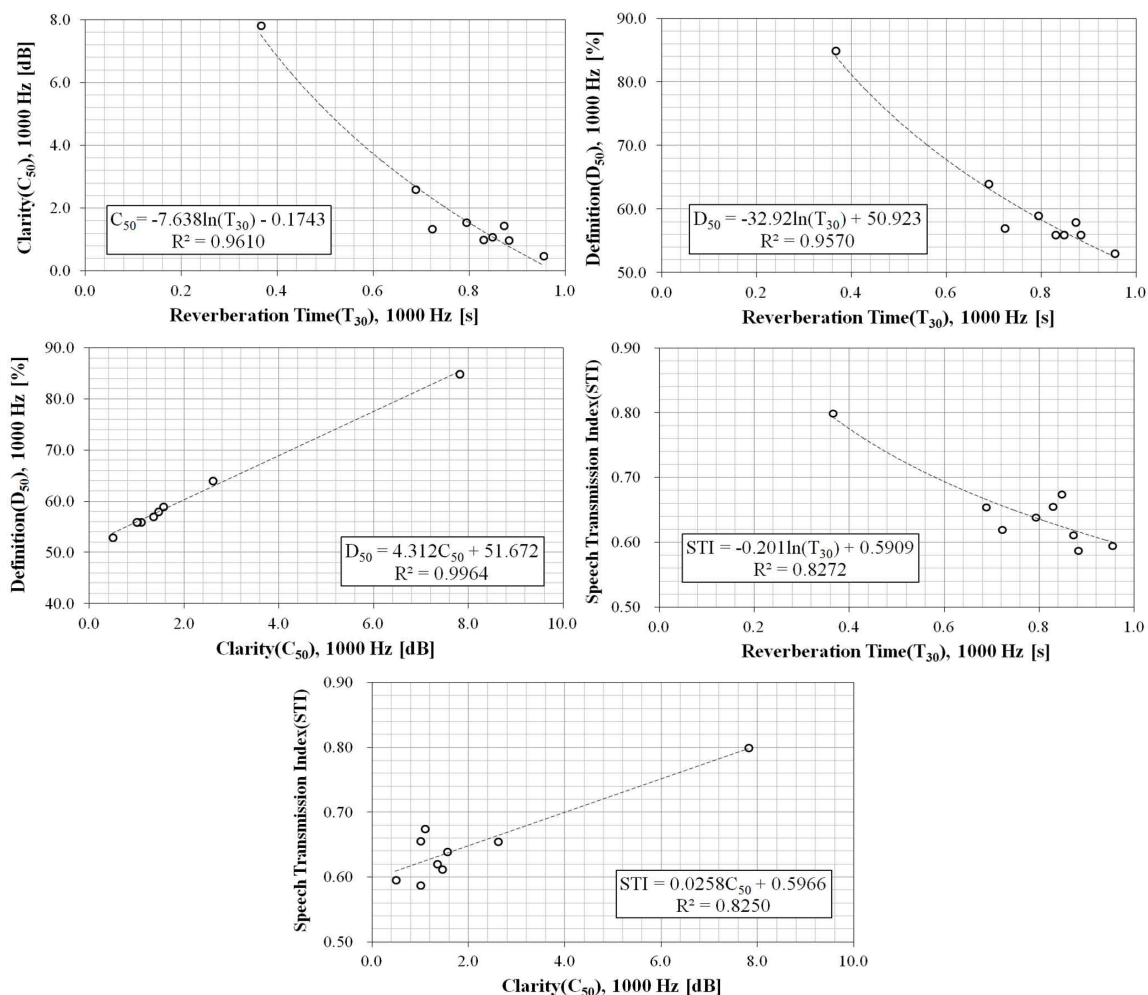 Clarity(C50), 1000 Hz [dB]
8.0
6.0
4.0
2.0
0.0
C50= -7.638ln(T30) - 0.1743
R² = 0.9610
0.0 0.2 0.4 0.6 0.8 1.0
Reverberation Time(T30), 1000 Hz [s]
Definition(D50), 1000 Hz [%]
90.0
70.0
50.0
D50= -32.92ln(T30) + 50.923
R² = 0.9570
0.0 0.2 0.4 0.6 0.8 1.0
Reverberation Time(T30), 1000 Hz [s]
Definition(D50), 1000 Hz [%]
90.0
80.0
70.0
60.0
50.0
40.0
D50 = 4.312C50 + 51.672
R² = 0.9964
0.0 2.0 4.0 6.0 8.0 10.0
Clarity(C50), 1000 Hz [dB]
Speech Transmission Index(STI)
0.90
0.80
0.70
0.60
0.50
STI = -0.201ln(T30) + 0.5909
R² = 0.8272
0.0 0.2 0.4 0.6 0.8 1.0
Reverberation Time(T30), 1000 Hz [s]
Speech Transmission Index(STI)
0.90
0.80
0.70
0.60
0.50
STI = 0.0258C50 + 0.5966
R² = 0.8250
0.0 2.0 4.0 6.0 8.0 10.0
Clarity(C50), 1000 Hz [dB]